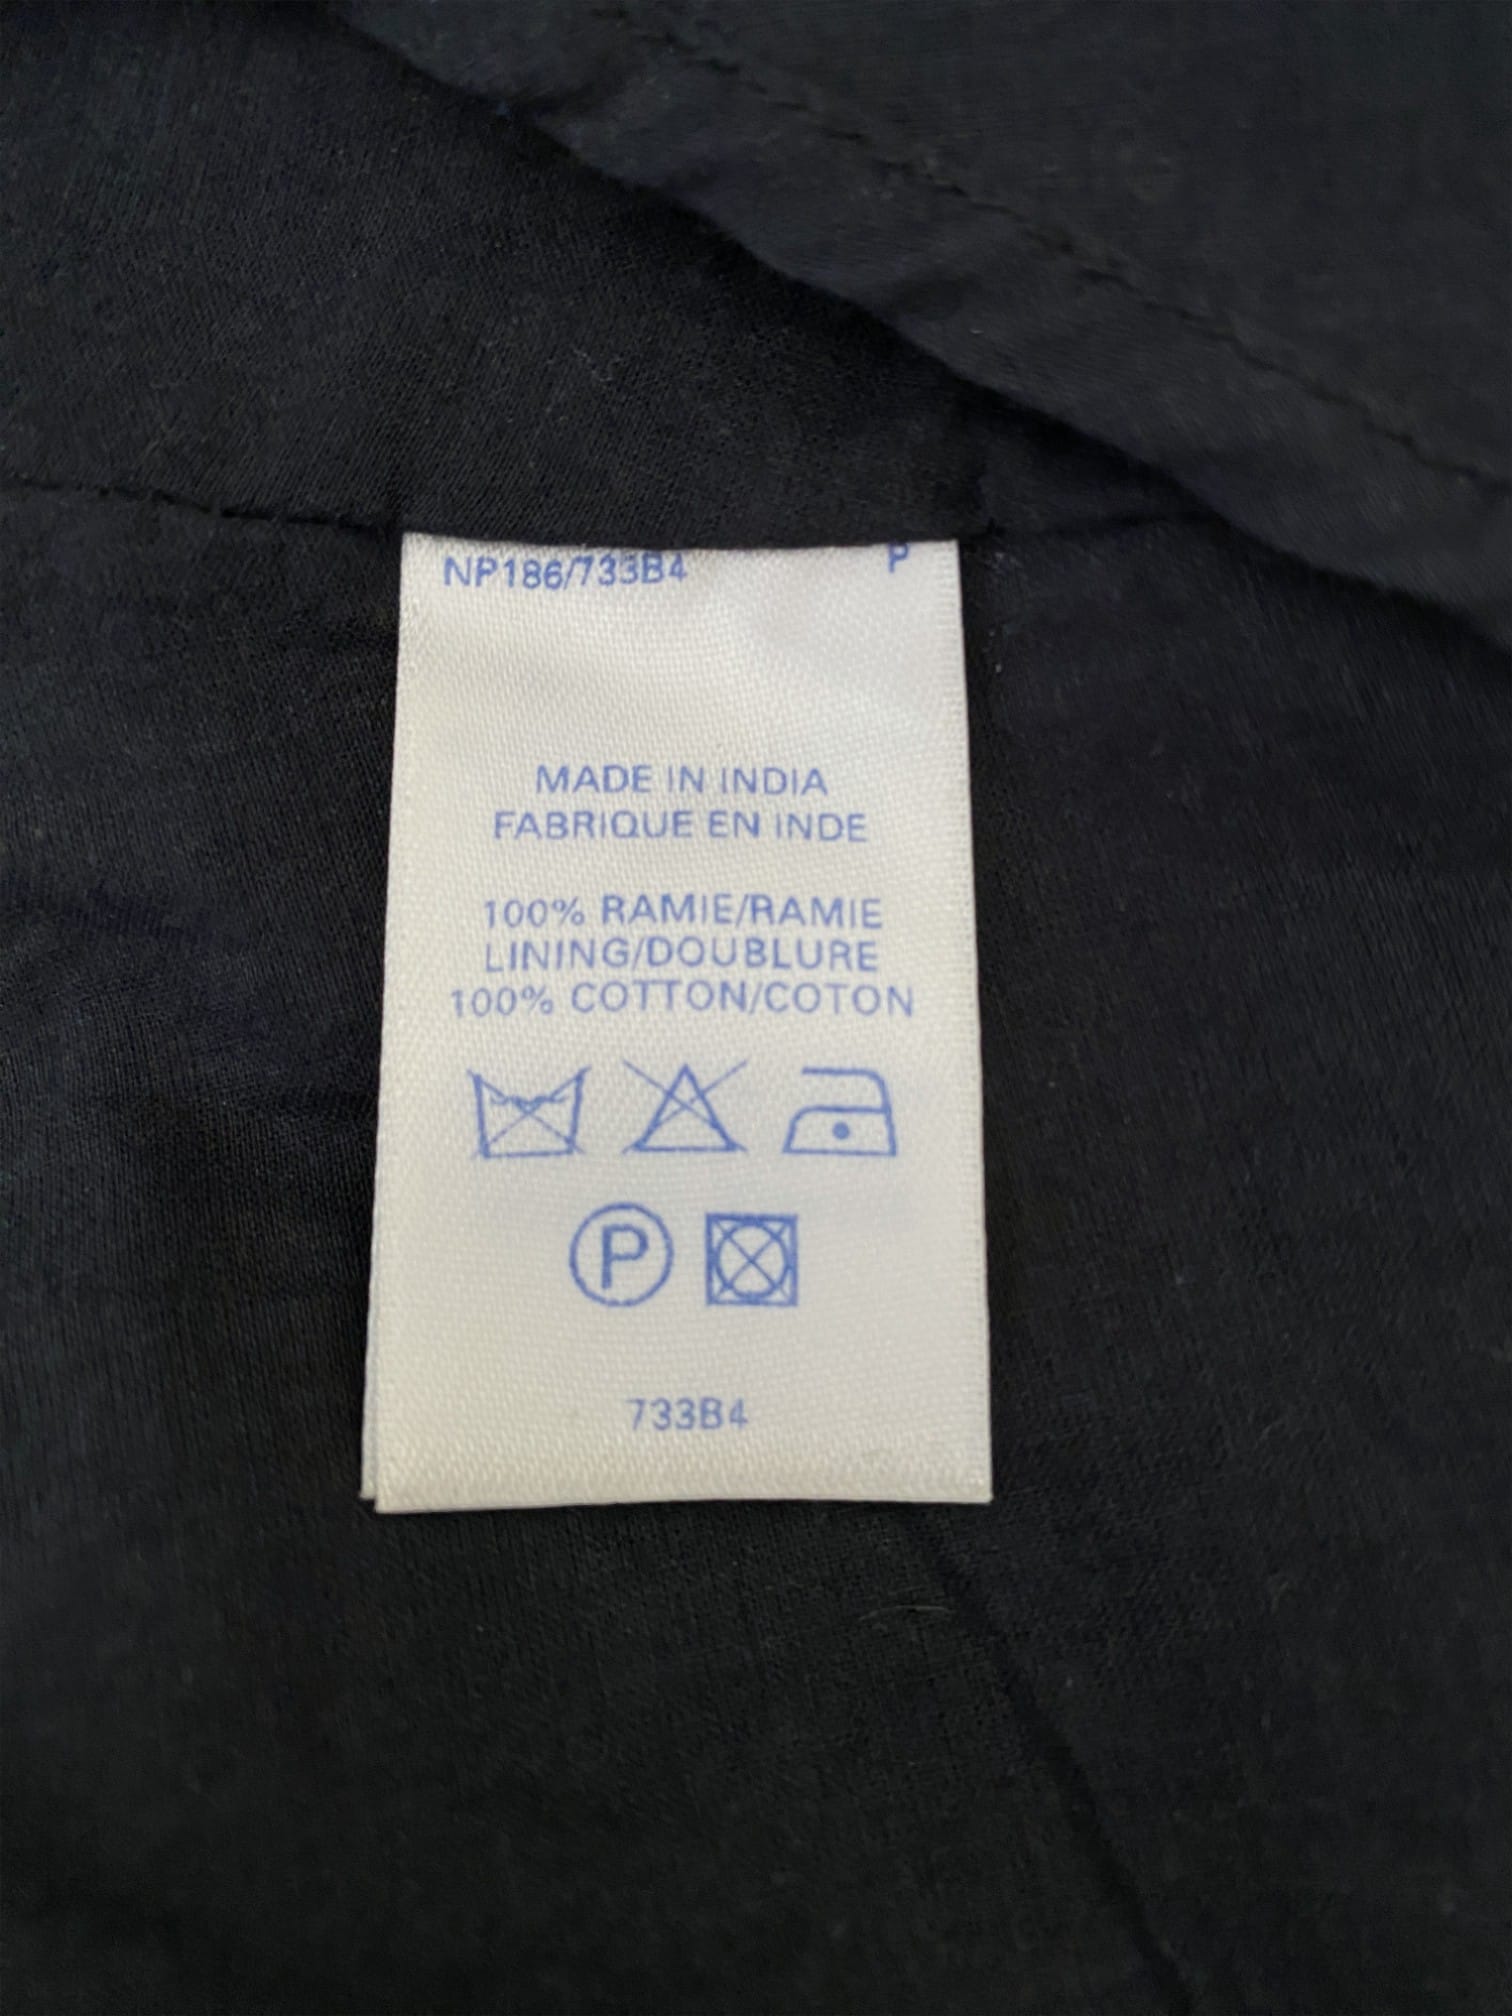 NP186/733B4 P
MADE IN INDIA
FABRIQUE EN INDE
100% RAMIE/RAMIE
LINING/DOUBLURE
100% COTTON/COTON
P
733B4